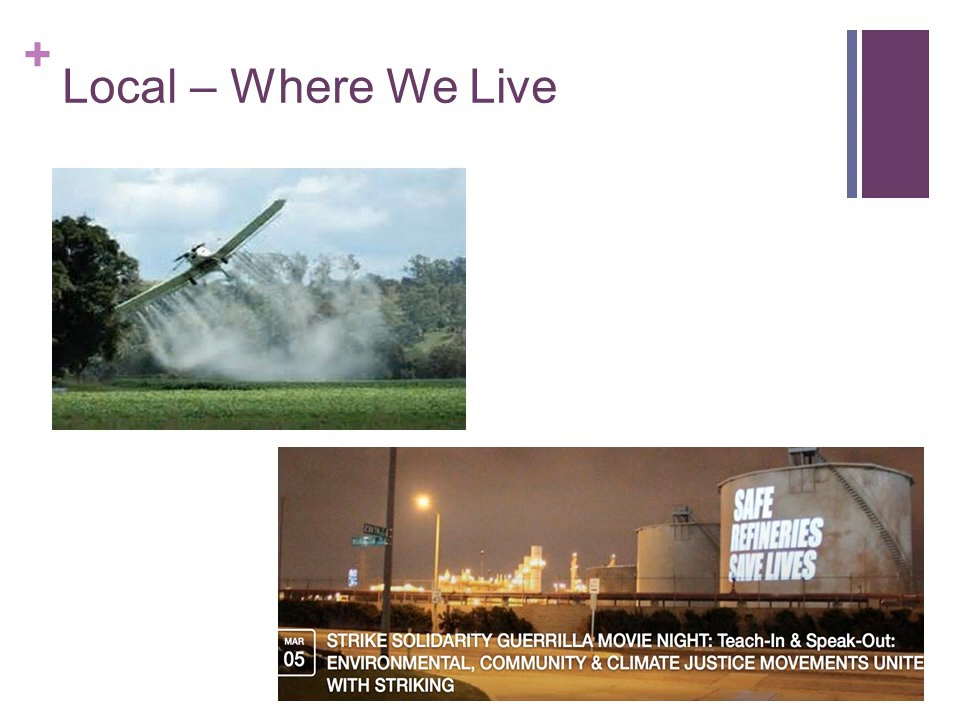 +
Local – Where We Live
SAFE
REFINERIES
SAVE LIVES
MAR
05
STRIKE SOLIDARITY GUERRILLA MOVIE NIGHT: Teach-In & Speak-Out:
ENVIRONMENTAL, COMMUNITY & CLIMATE JUSTICE MOVEMENTS UNITE
WITH STRIKING